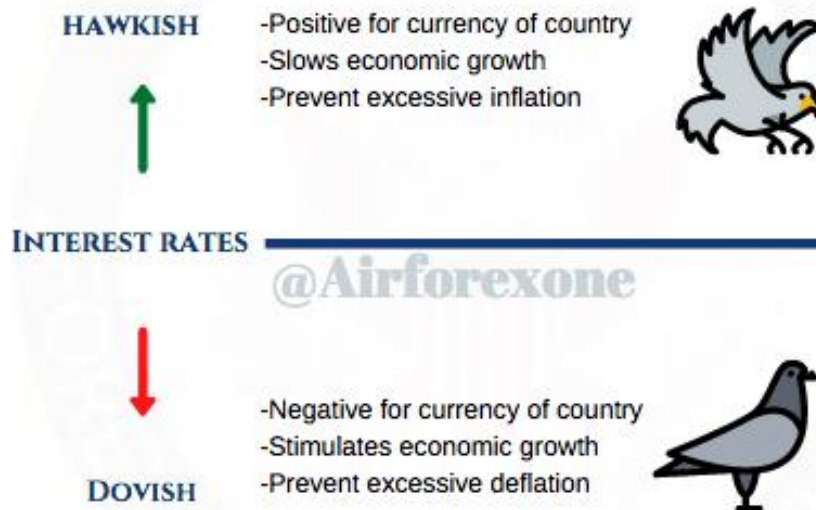 HAWKISH
-Positive for currency of country
-Slows economic growth
-Prevent excessive inflation
INTEREST RATES
@Airforexone
-Negative for currency of country
-Stimulates economic growth
-Prevent excessive deflation
DOVISH